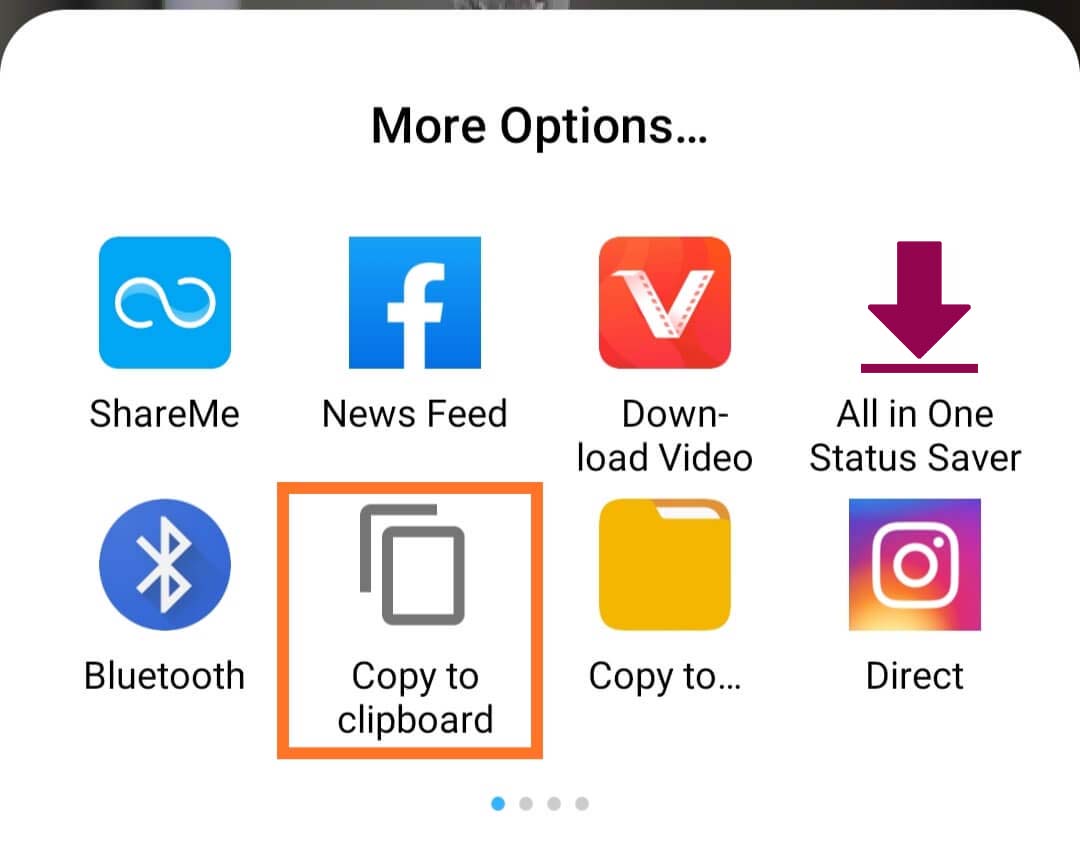 More Options...
ShareMe
News Feed
Down-
load Video
All in One
Status Saver
Bluetooth
Copy to
clipboard
Copy to...
Direct